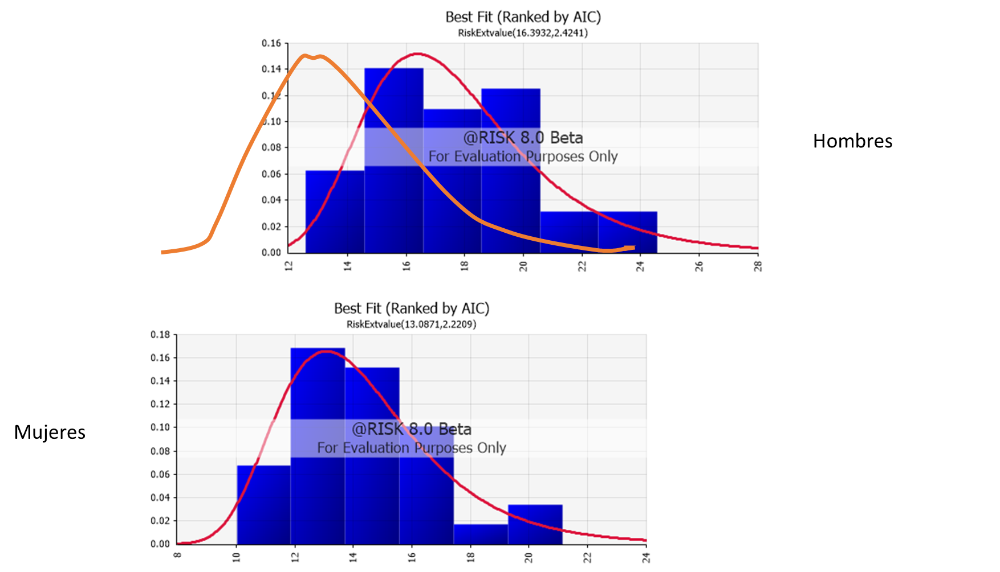 Best Fit (Ranked by AIC)
RiskExtvalue(16.3932,2.4241)
0.16
0.14
0.12
0.10
0.08
0.06
0.04
0.02
0.00
@RISK 8.0 Beta
For Evaluation Purposes Only
12 14 16 18 20 22 24 26 28
Hombres
Best Fit (Ranked by AIC)
RiskExtvalue(13.0871,2.2209)
0.18
0.16
0.14
0.12
0.10
0.08
0.06
0.04
0.02
0.00
@RISK 8.0 Beta
For Evaluation Purposes Only
8 10 12 14 16 18 20 22 24
Mujeres